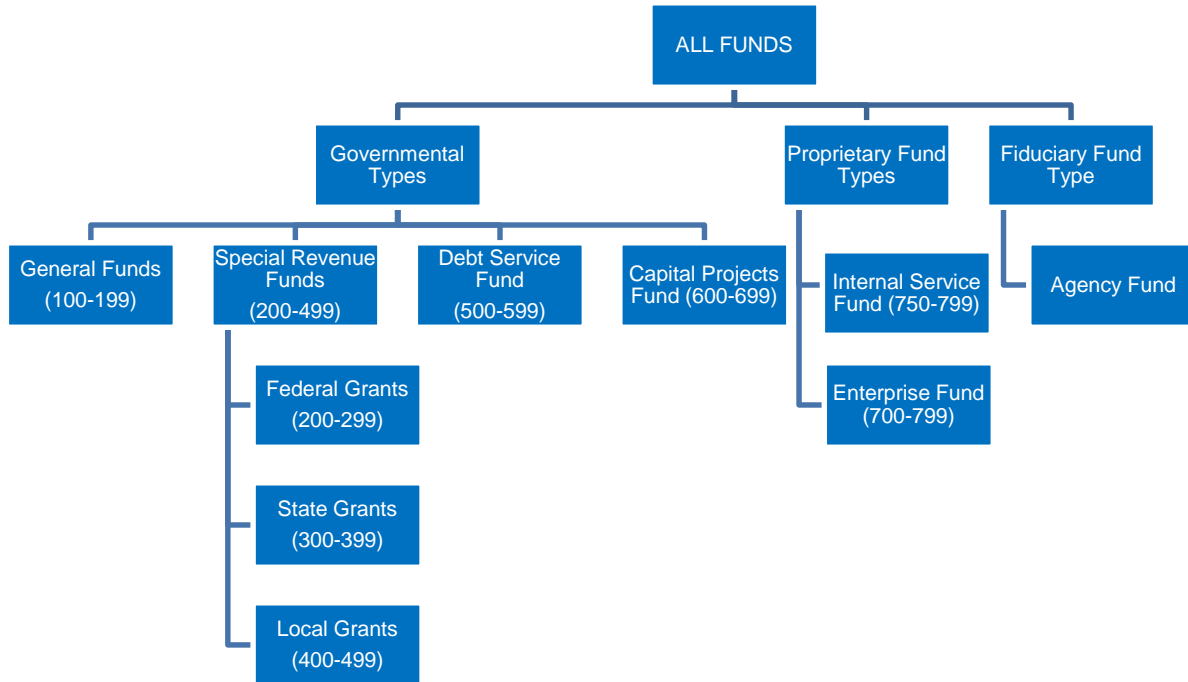 ALL FUNDS
Governmental
Types
Proprietary Fund
Types
Fiduciary Fund
Type
General Funds
(100-199)
Special Revenue
Funds
(200-499)
Debt Service
Fund
(500-599)
Capital Projects
Fund (600-699)
Internal Service
Fund (750-799)
Agency Fund
Federal Grants
(200-299)
Enterprise Fund
(700-799)
State Grants
(300-399)
Local Grants
(400-499)